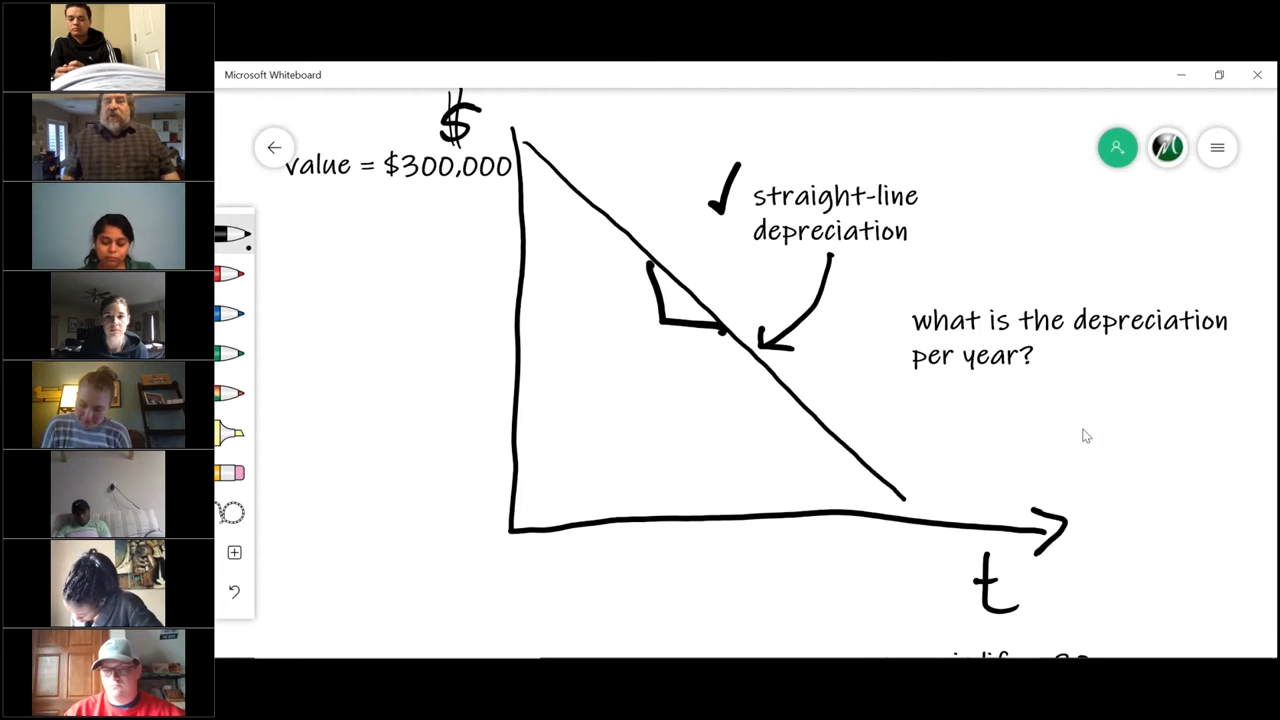 Microsoft Whiteboard
$
value = $300,000
✓ straight-line
depreciation
what is the depreciation
per year?
t